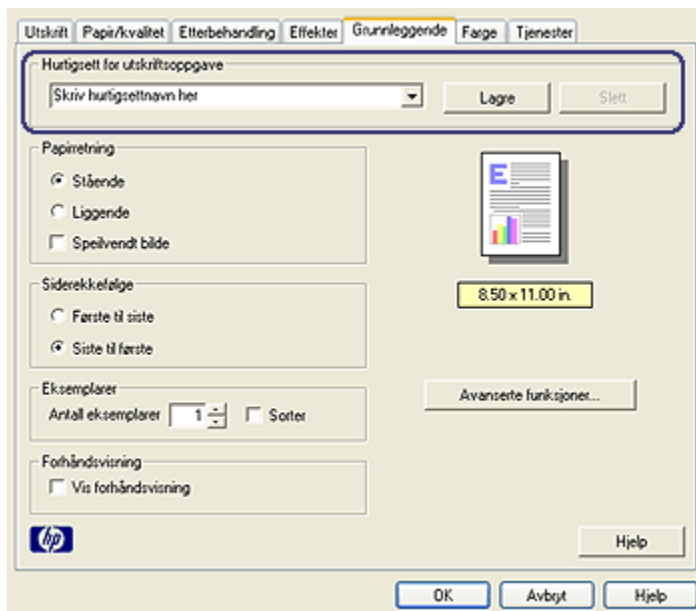 Utskrift Papir/kvalitet Etterbehandling Effekter Grunnleggende Farge Tjenester
Hurtigsett for utskriftsoppgave
Skriv hurtigsettnavn her Lagre Slett
Papirretning
Stående
Liggende
Speilvendt bilde
E
8.50 x 11.00 in.
Siderekkefølge
Første til siste
Siste til første
Eksemplarer
Antall eksemplarer 1 Sorter
Avanserte funksjoner...
Forhåndsvisning
Vis forhåndsvisning
hp
Hjelp
OK Avbryt Hjelp